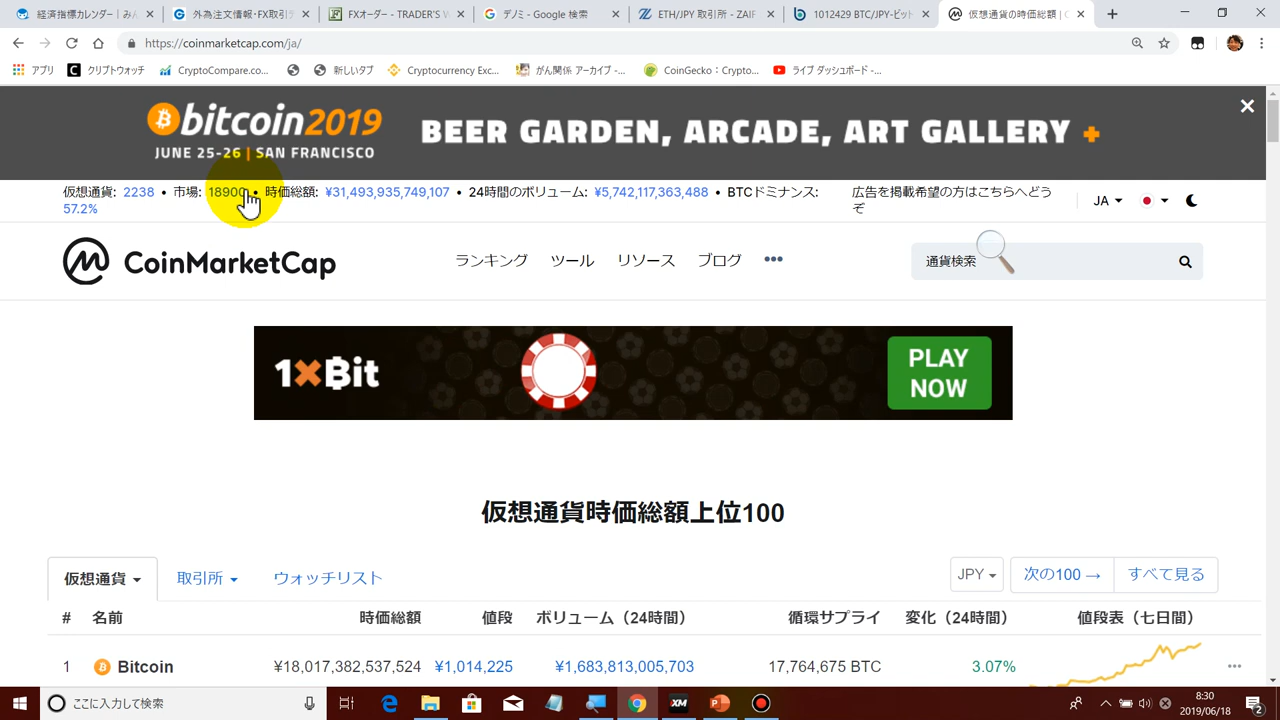 経済指標カレンダー | みん
外為注文情報・FX取引デ
FXオーダー - TRADER'S W
デノミ - Google 検索
ETH/JPY 取引所 - ZAIF
1012429 BTC/JPY-ビット
仮想通貨の時価総額 | C
https://coinmarketcap.com/ja/
アプリ
クリプトウォッチ
CryptoCompare.co...
新しいタブ
Cryptocurrency Exc...
がん関係 アーカイブ -...
CoinGecko: Crypto...
ライブ ダッシュボード -...
bitcoin2019
JUNE 25-26 | SAN FRANCISCO
BEER GARDEN, ARCADE, ART GALLERY +
仮想通貨: 2238 • 市場: 18900 • 時価総額: ¥31,493,935,749,107 • 24時間のボリューム: ¥5,742,117,363,488 • BTCドミナンス:
57.2%
広告を掲載希望の方はこちらへどう
ぞ
JA
CoinMarketCap
ランキング ツール リソース ブログ •••
通貨検索
1XBit
PLAY
NOW
仮想通貨時価総額上位100
仮想通貨 取引所 ウォッチリスト
JPY 次の100 → すべて見る
# 名前 時価総額 値段 ボリューム（24時間） 循環サプライ 変化（24時間） 値段表（七日間）
1 Bitcoin ¥18,017,382,537,524 ¥1,014,225 ¥1,683,813,005,703 17,764,675 BTC 3.07%
ここに入力して検索
XM
8:30
2019/06/18
2